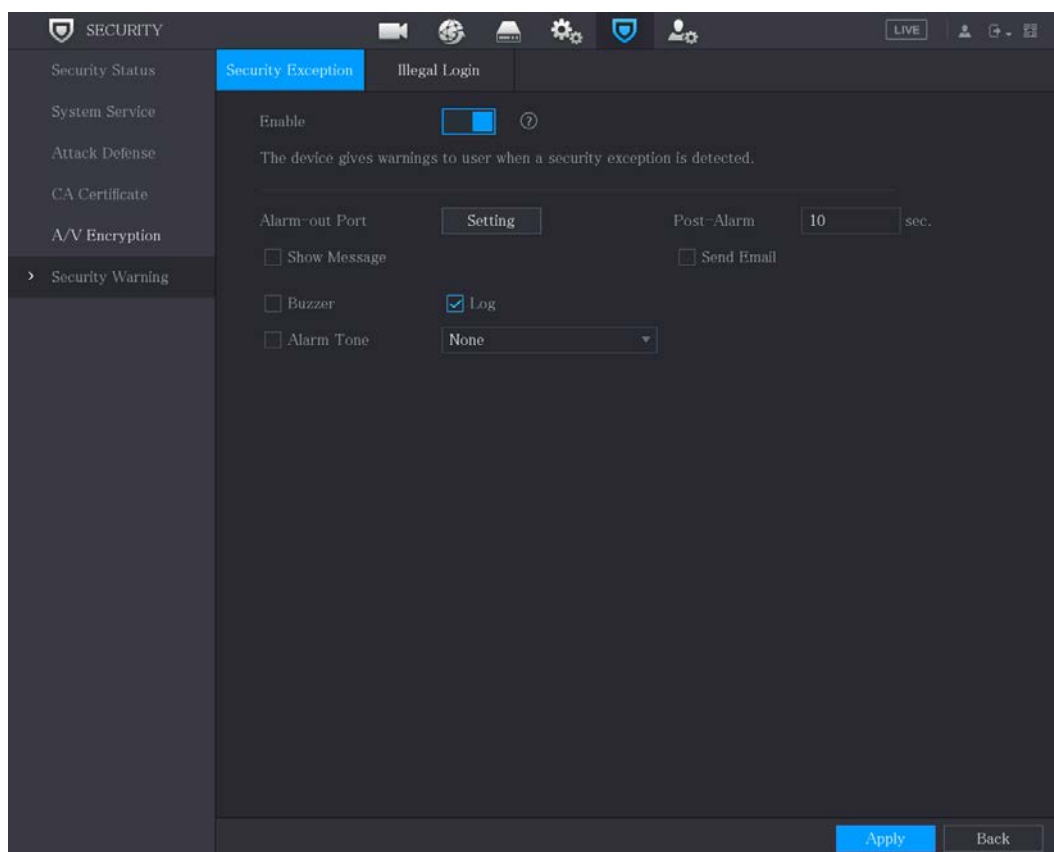 SECURITY
LIVE
Security Status
System Service
Attack Defense
CA Certificate
A/V Encryption
Security Warning
Security Exception Illegal Login
Enable
The device gives warnings to user when a security exception is detected.
Alarm-out Port Setting Post-Alarm 10 sec.
Show Message Send Email
Buzzer Log
Alarm Tone None
Apply Back